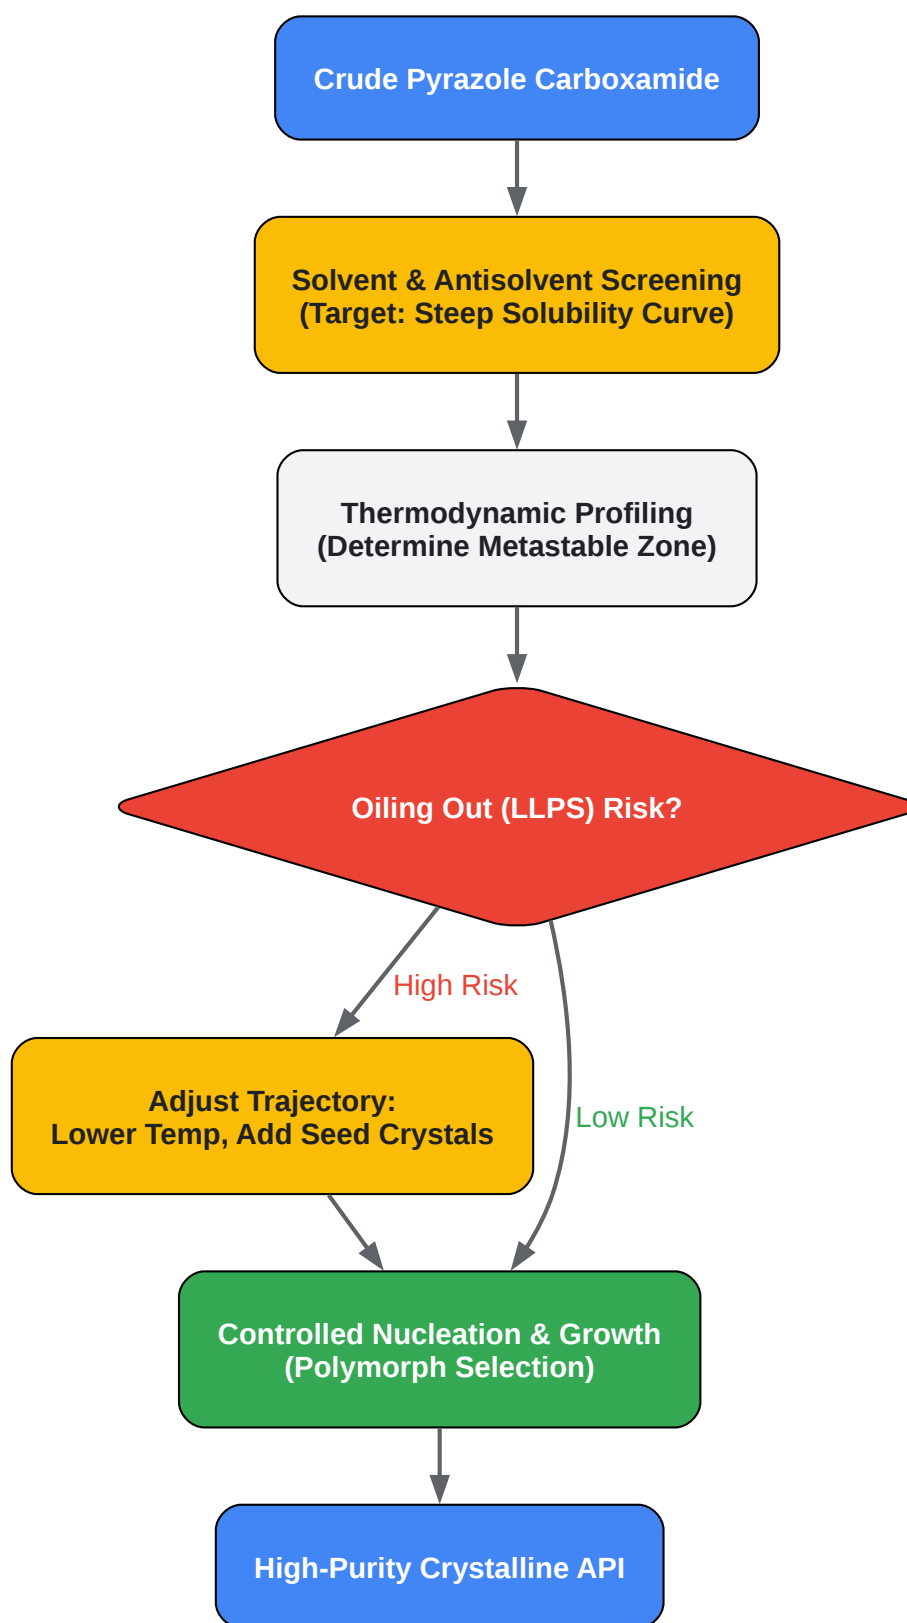 Crude Pyrazole Carboxamide
Solvent & Antisolvent Screening
(Target: Steep Solubility Curve)
Thermodynamic Profiling
(Determine Metastable Zone)
Oiling Out (LLPS) Risk?
High Risk
Adjust Trajectory:
Lower Temp, Add Seed Crystals
Low Risk
Controlled Nucleation & Growth
(Polymorph Selection)
High-Purity Crystalline API